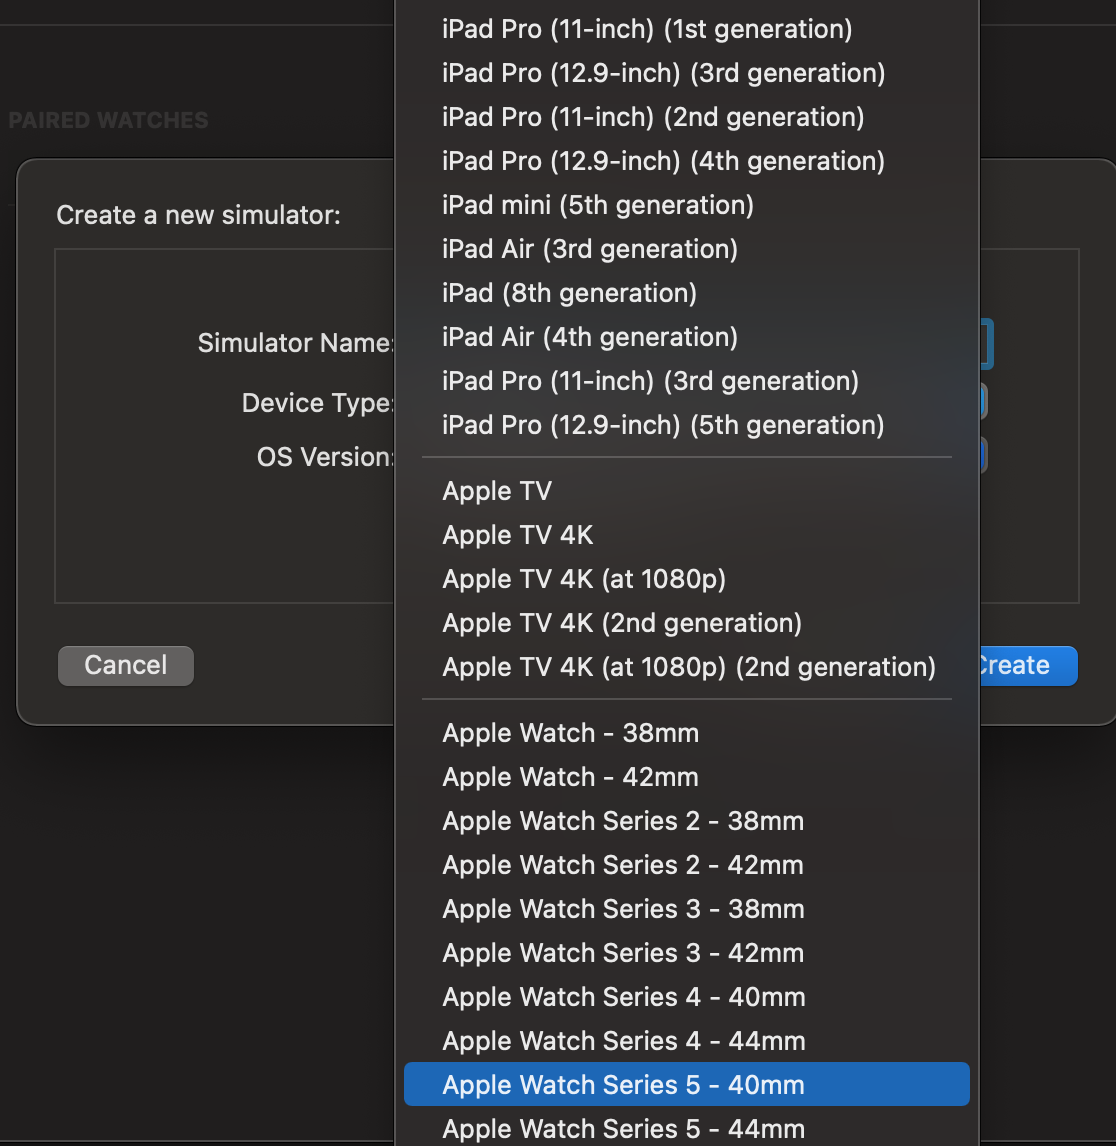 PAIRED WATCHES
Create a new simulator:
Simulator Name:
Device Type:
OS Version:
Cancel
Create
iPad Pro (11-inch) (1st generation)
iPad Pro (12.9-inch) (3rd generation)
iPad Pro (11-inch) (2nd generation)
iPad Pro (12.9-inch) (4th generation)
iPad mini (5th generation)
iPad Air (3rd generation)
iPad (8th generation)
iPad Air (4th generation)
iPad Pro (11-inch) (3rd generation)
iPad Pro (12.9-inch) (5th generation)
Apple TV
Apple TV 4K
Apple TV 4K (at 1080p)
Apple TV 4K (2nd generation)
Apple TV 4K (at 1080p) (2nd generation)
Apple Watch - 38mm
Apple Watch - 42mm
Apple Watch Series 2 - 38mm
Apple Watch Series 2 - 42mm
Apple Watch Series 3 - 38mm
Apple Watch Series 3 - 42mm
Apple Watch Series 4 - 40mm
Apple Watch Series 4 - 44mm
Apple Watch Series 5 - 40mm
Apple Watch Series 5 - 44mm